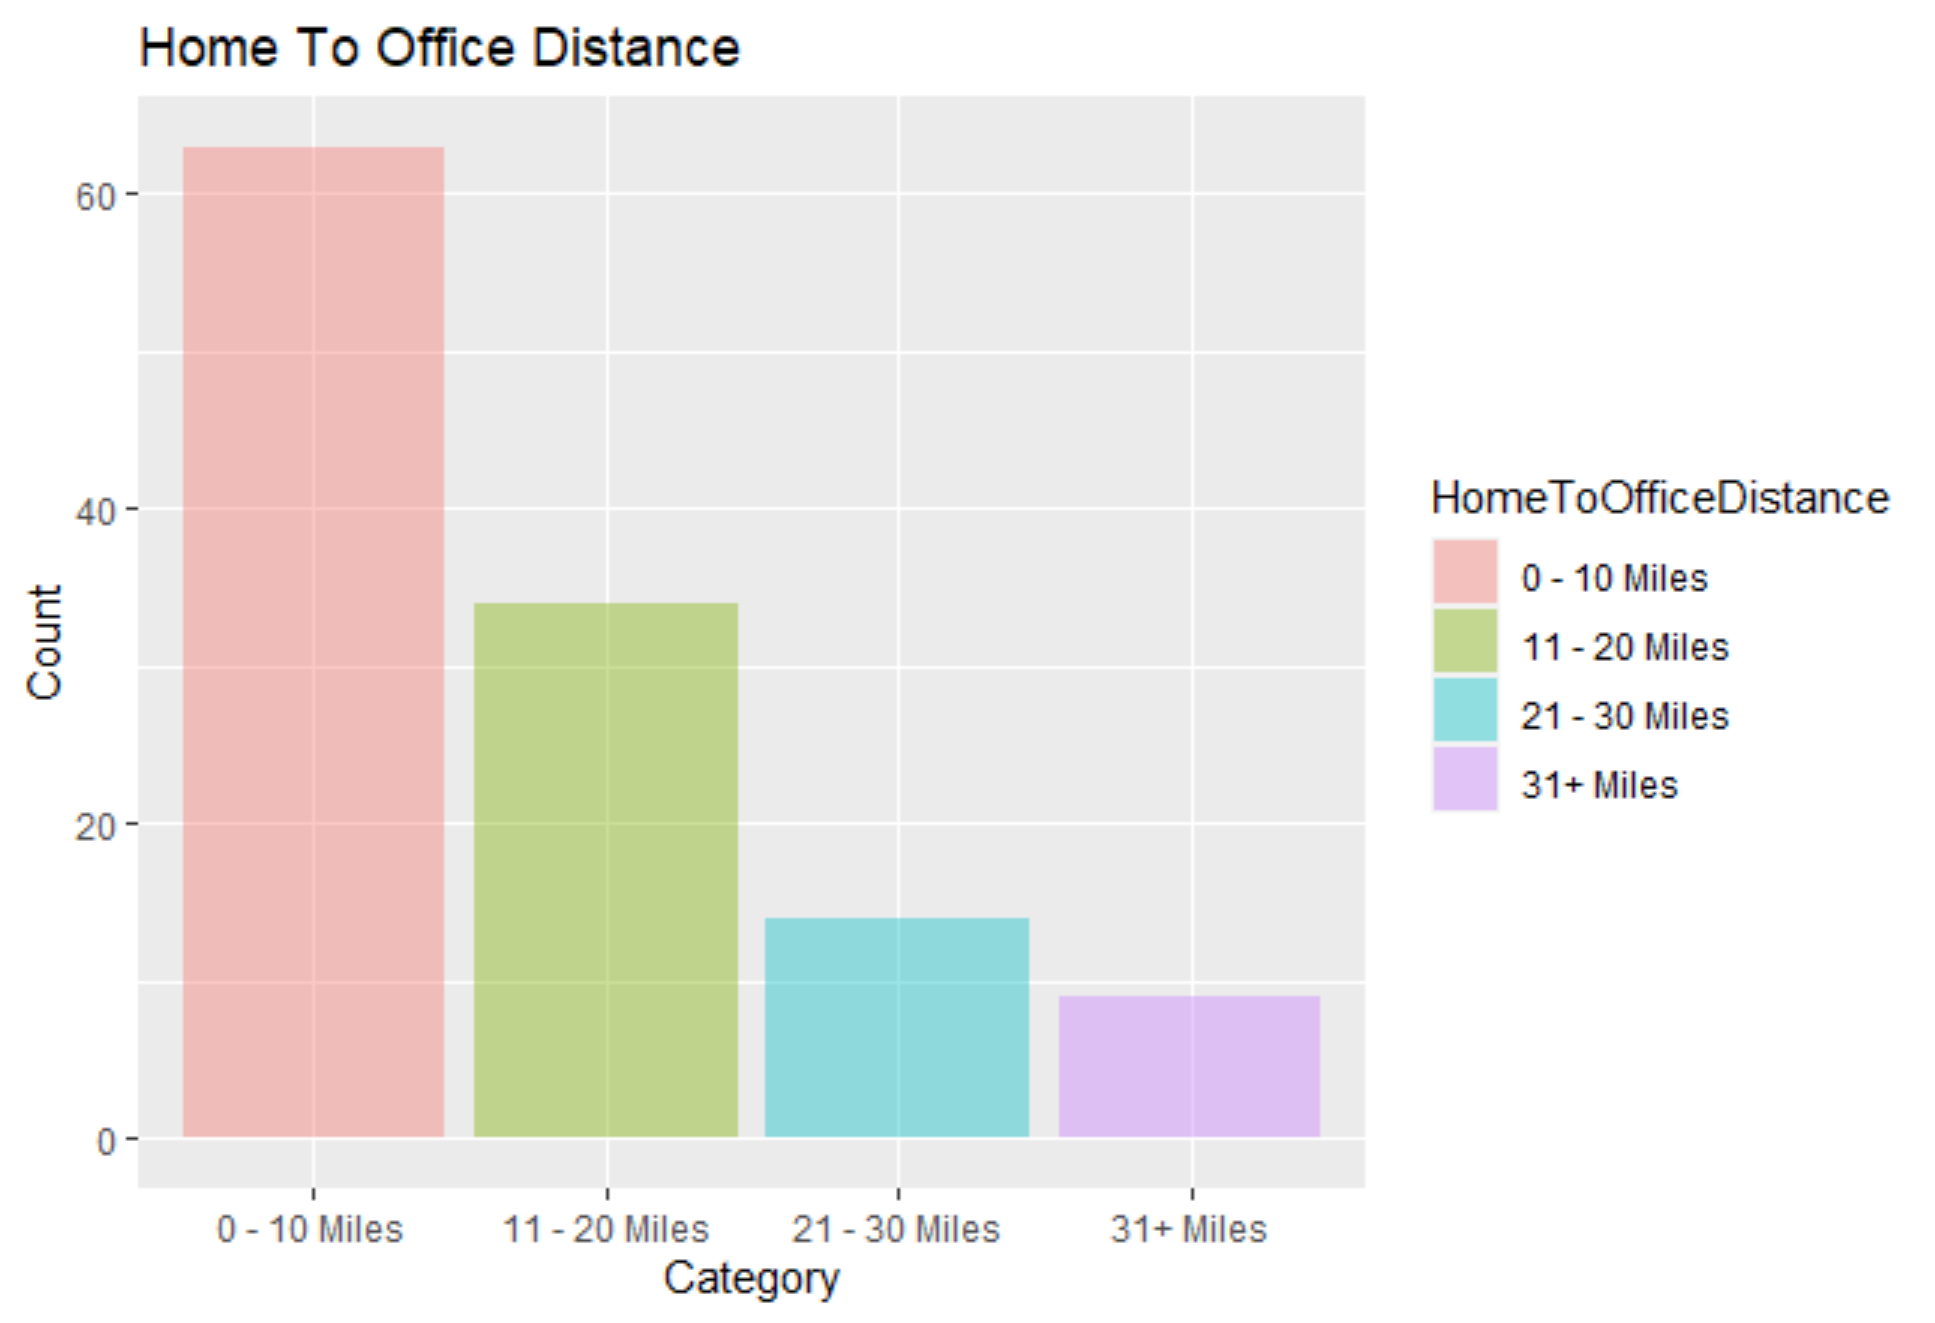 Home To Office Distance
60
40
20
0
Count
0 - 10 Miles
11 - 20 Miles
21 - 30 Miles
31+ Miles
Category
HomeToOfficeDistance
0 - 10 Miles
11 - 20 Miles
21 - 30 Miles
31+ Miles